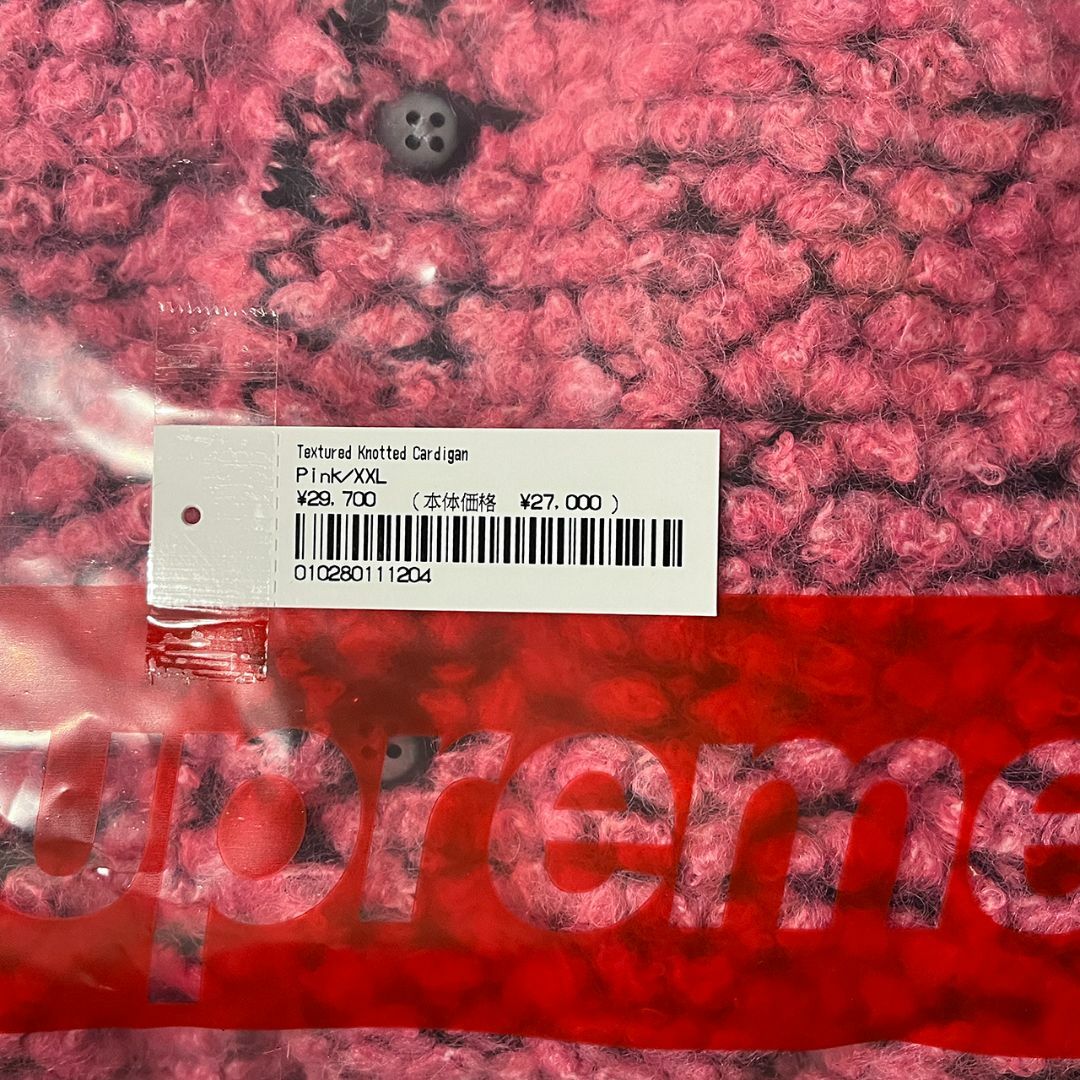 Textured Knotted Cardigan
Pink/XXL
¥29,700 (本体価格 ¥27,000 )
010280111204
upreme